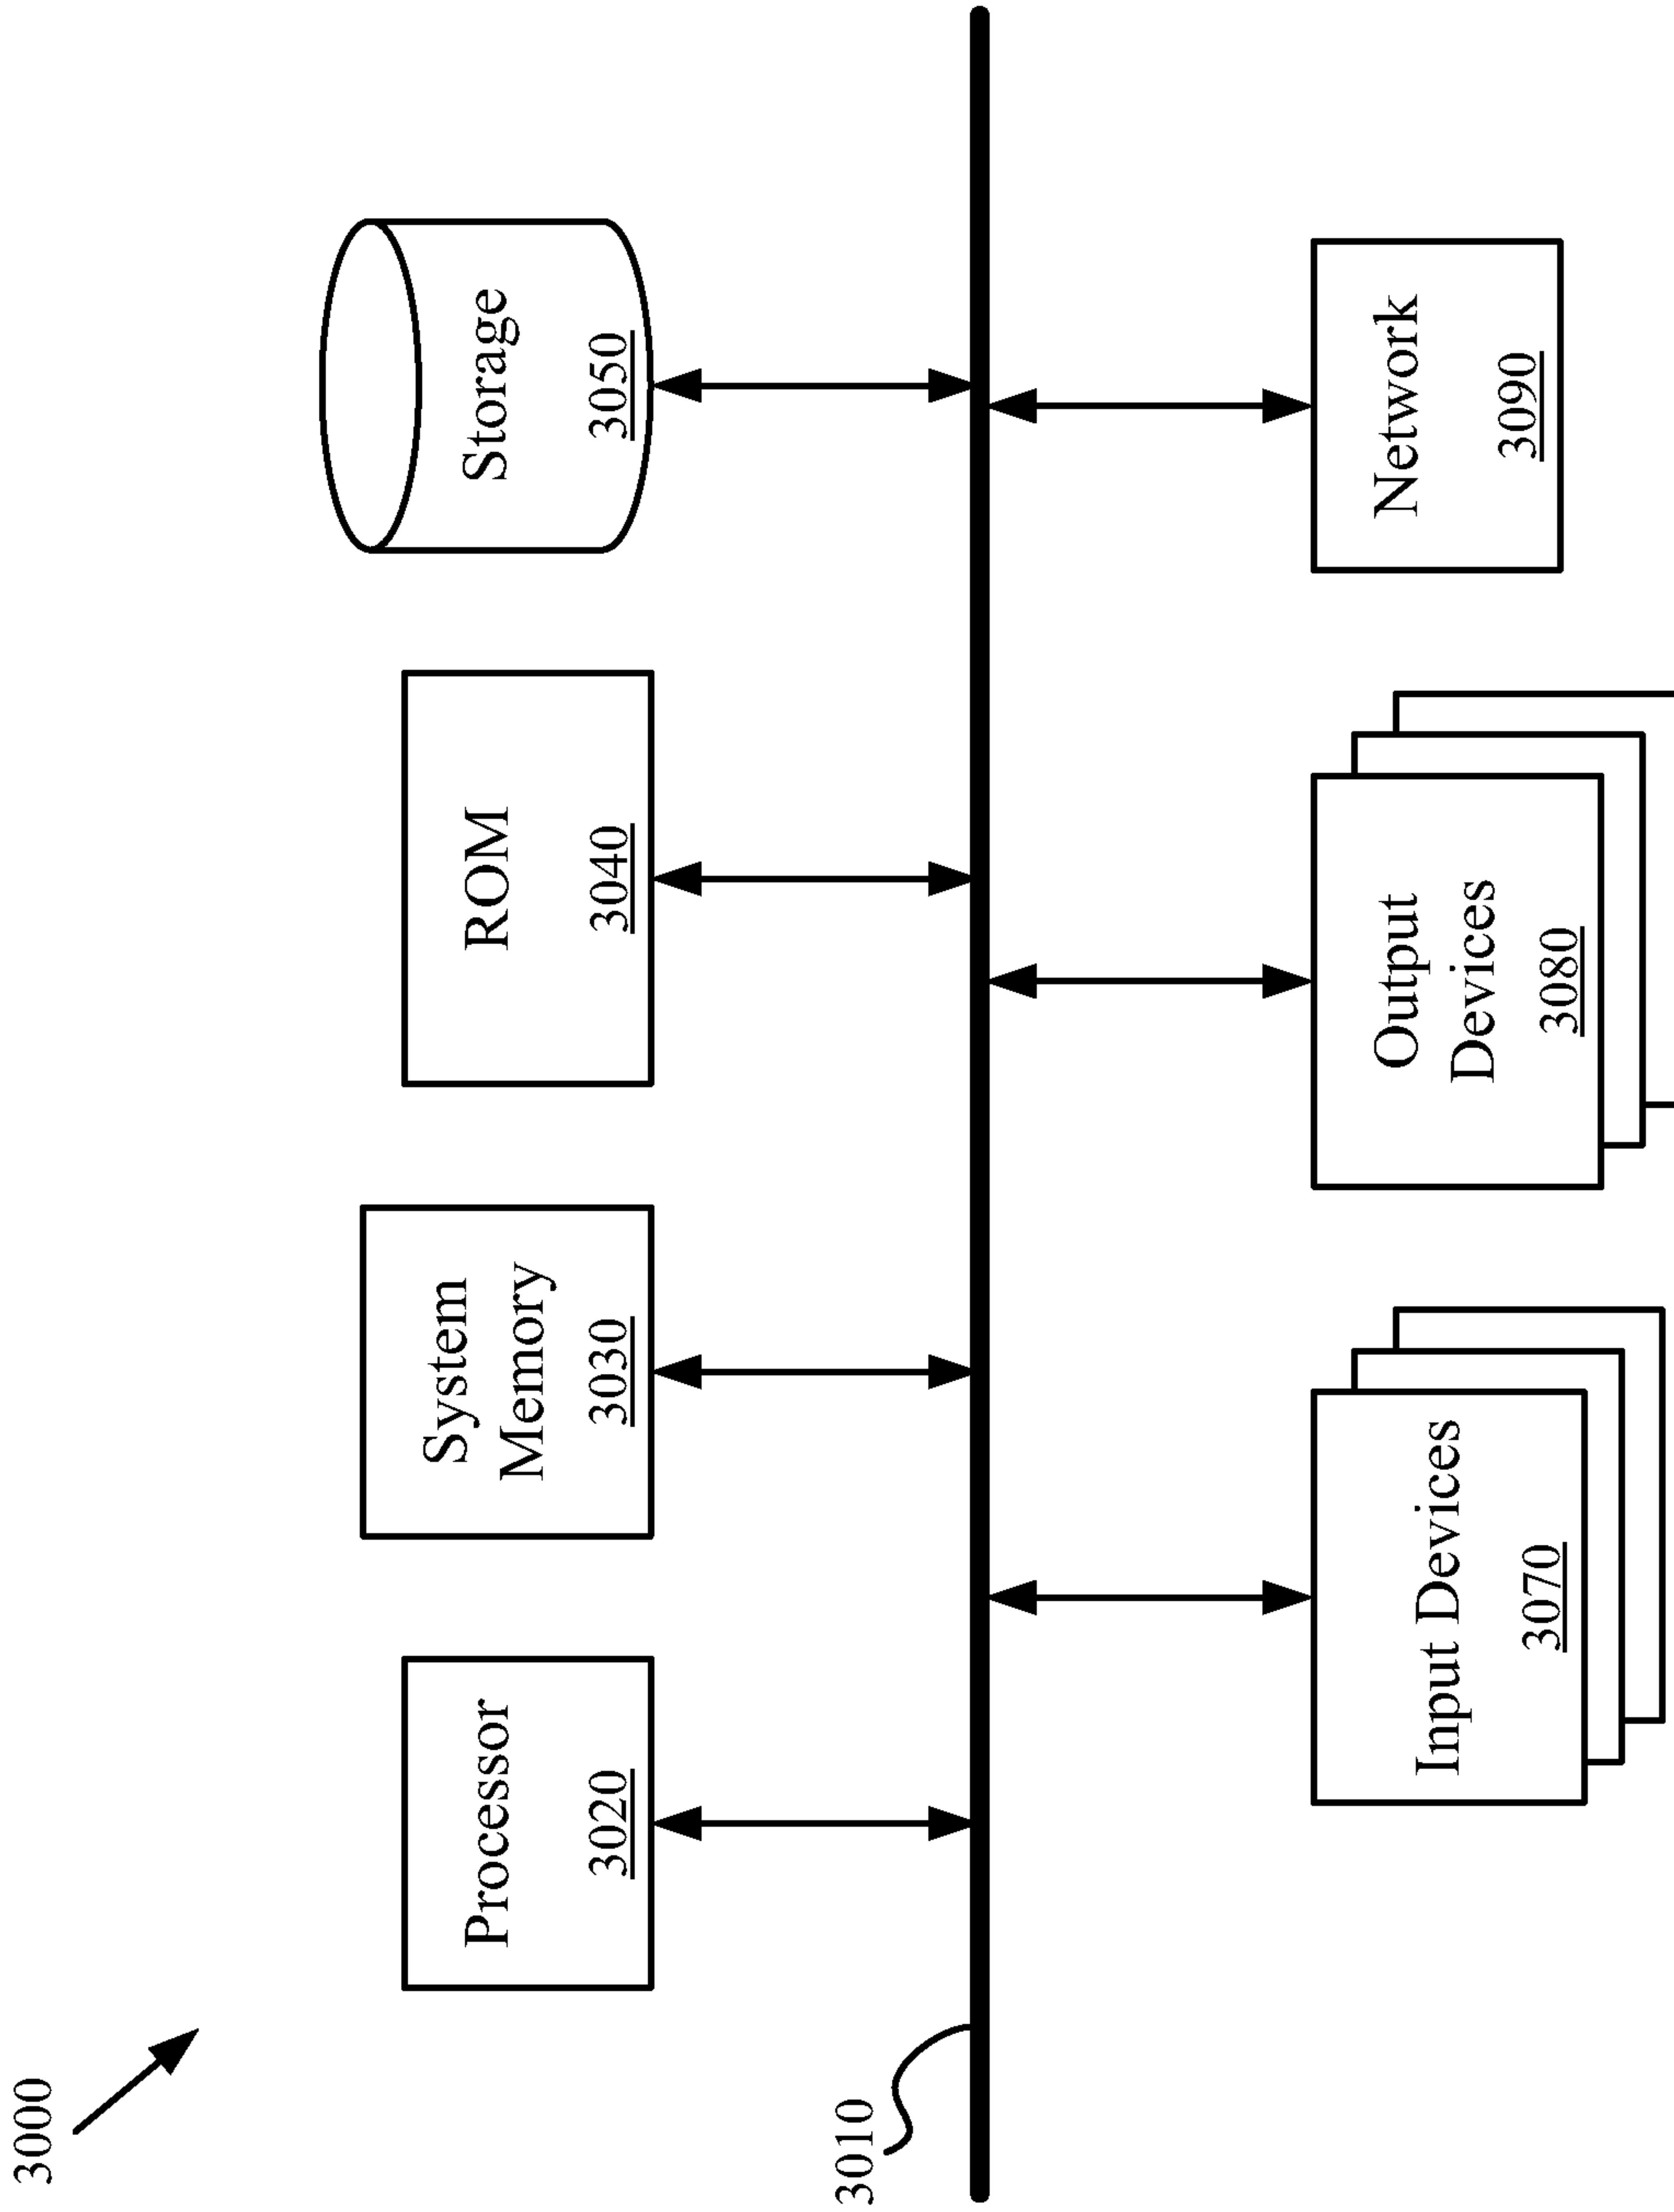 3000
Processor
3020
System
Memory
3030
ROM
3040
Storage
3050
3010
Input Devices
3070
Output
Devices
3080
Network
3090